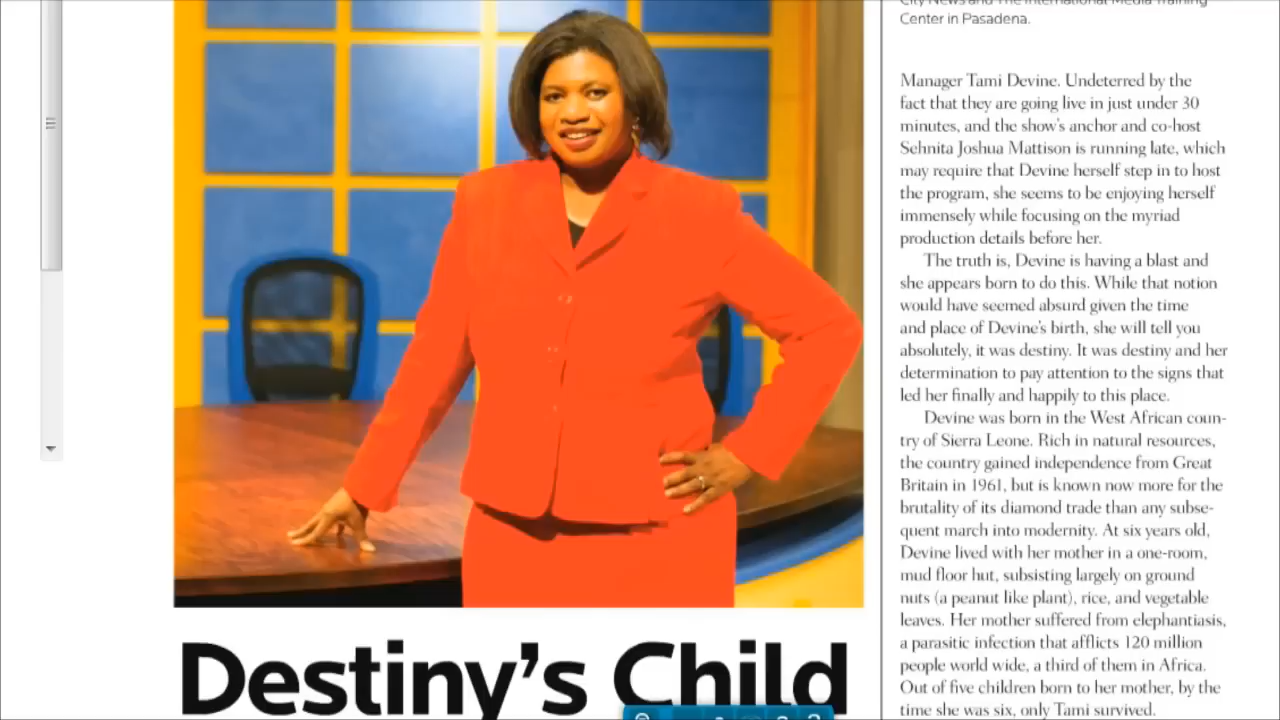 City News and The International Media Training
Center in Pasadena.
Manager Tami Devine. Undeterred by the
fact that they are going live in just under 30
minutes, and the show's anchor and co-host
Sehnita Joshua Mattison is running late, which
may require that Devine herself step in to host
the program, she seems to be enjoying herself
immensely while focusing on the myriad
production details before her.
The truth is, Devine is having a blast and
she appears born to do this. While that notion
would have seemed absurd given the time
and place of Devine's birth, she will tell you
absolutely, it was destiny. It was destiny and her
determination to pay attention to the signs that
led her finally and happily to this place.
Devine was born in the West African coun-
try of Sierra Leone. Rich in natural resources,
the country gained independence from Great
Britain in 1961, but is known now more for the
brutality of its diamond trade than any subse-
quent march into modernity. At six years old,
Devine lived with her mother in a one-room,
mud floor hut, subsisting largely on ground
nuts (a peanut like plant), rice, and vegetable
leaves. Her mother suffered from elephantiasis,
a parasitic infection that afflicts 120 million
people world wide, a third of them in Africa.
Out of five children born to her mother, by the
time she was six, only Tami survived.
Destiny's Child